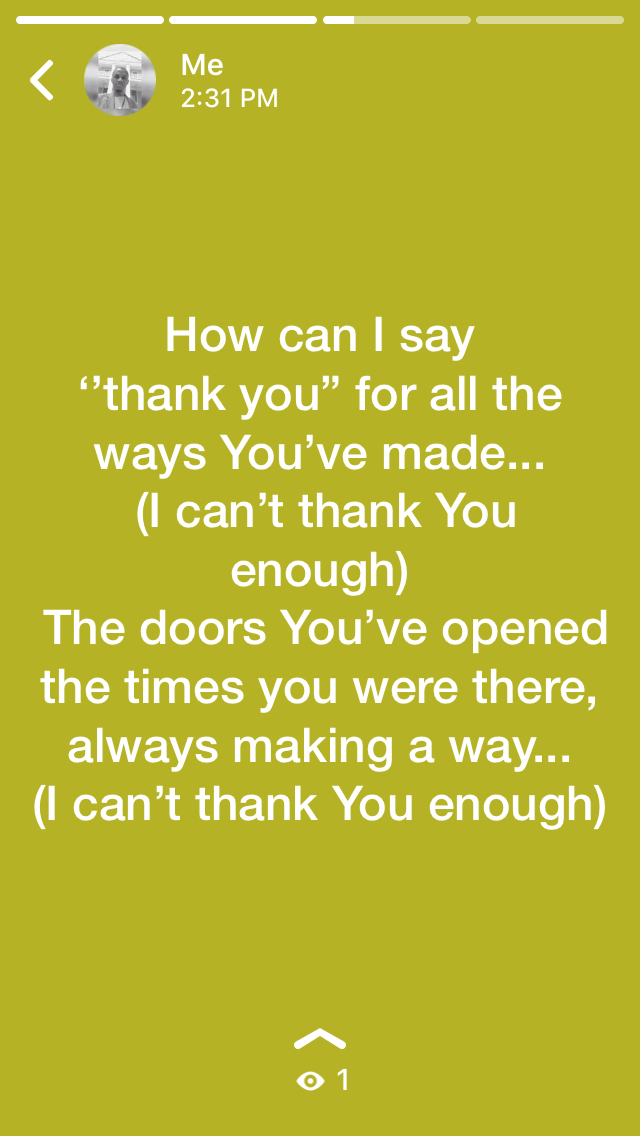 Me
2:31 PM
How can I say
‘’thank you” for all the
ways You’ve made...
(I can’t thank You
enough)
The doors You’ve opened
the times you were there,
always making a way...
(I can’t thank You enough)
1